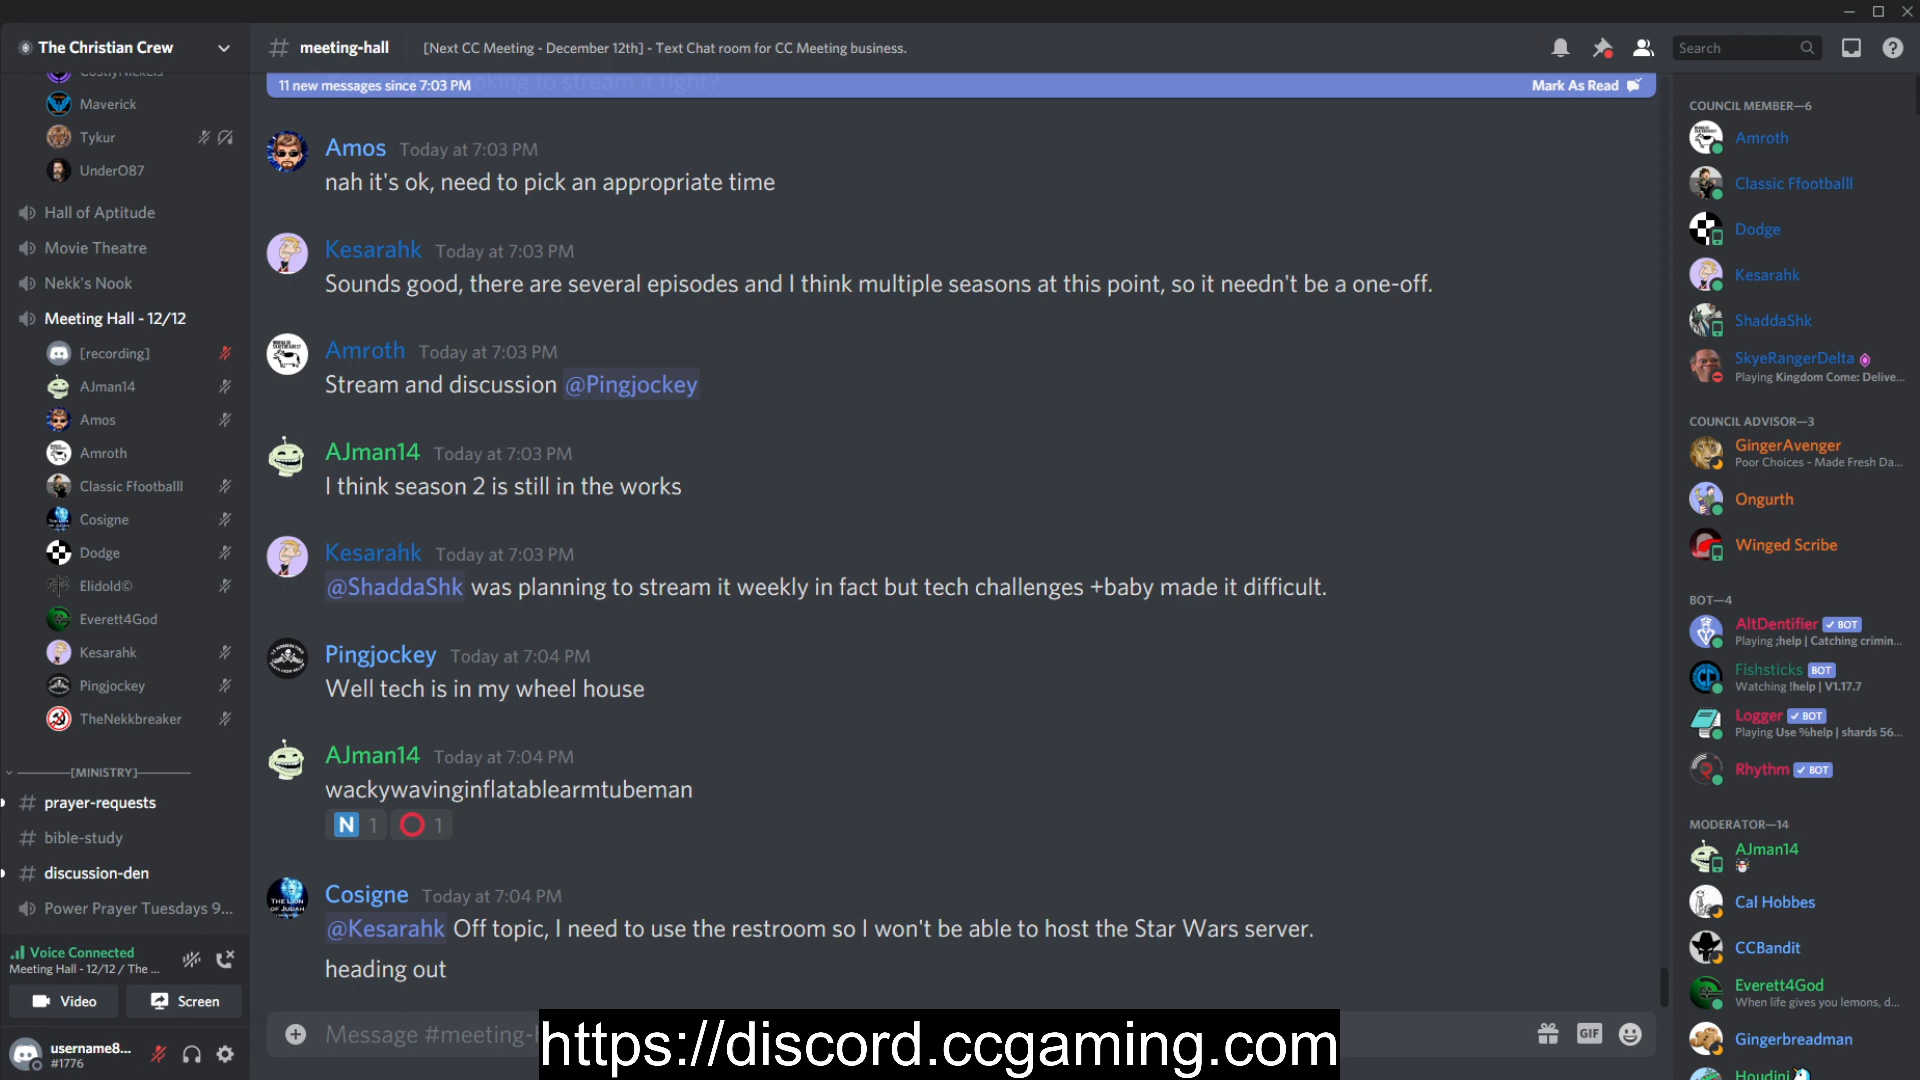 The Christian Crew
CostlyNickels
Maverick
Tykur
UnderO87
Hall of Aptitude
Movie Theatre
Nekk's Nook
Meeting Hall - 12/12
[recording]
AJman14
Amos
Amroth
Classic Ffootballl
Cosigne
Dodge
Elidold©
Everett4God
Kesarahk
Pingjockey
TheNekkbreaker
[MINISTRY]
# prayer-requests
# bible-study
# discussion-den
Power Prayer Tuesdays 9...
Voice Connected
Meeting Hall - 12/12 / The ...
Video
Screen
username8...
#1776
# meeting-hall
[Next CC Meeting - December 12th] - Text Chat room for CC Meeting business.
Search
11 new messages since 7:03 PM
to stream it right?
Mark As Read
Amos Today at 7:03 PM
nah it's ok, need to pick an appropriate time
Kesarahk Today at 7:03 PM
Sounds good, there are several episodes and I think multiple seasons at this point, so it needn't be a one-off.
Amroth Today at 7:03 PM
Stream and discussion @Pingjockey
AJman14 Today at 7:03 PM
I think season 2 is still in the works
Kesarahk Today at 7:03 PM
@ShaddaShk was planning to stream it weekly in fact but tech challenges +baby made it difficult.
Pingjockey Today at 7:04 PM
Well tech is in my wheel house
AJman14 Today at 7:04 PM
wackywavinginflatablearmtubeman
N 1 ⭕ 1
Cosigne Today at 7:04 PM
THE LION
OF JUDAH
@Kesarahk Off topic, I need to use the restroom so I won't be able to host the Star Wars server.
heading out
Message #meeting-
https://discord.ccgaming.com
GIF
COUNCIL MEMBER—6
Amroth
Classic Ffootballl
Dodge
Kesarahk
ShaddaShk
SkyeRangerDelta
Playing Kingdom Come: Delive...
COUNCIL ADVISOR—3
GingerAvenger
Poor Choices - Made Fresh Da...
Ongurth
Winged Scribe
BOT—4
AltDentifier ✓ BOT
Playing ;help | Catching crimin...
Fishsticks BOT
Watching !help | V1.17.7
Logger ✓ BOT
Playing Use %help | shards 56...
Rhythm ✓ BOT
MODERATOR—14
AJman14
Cal Hobbes
CCBandit
Everett4God
When life gives you lemons, d...
Gingerbreadman
Houdini